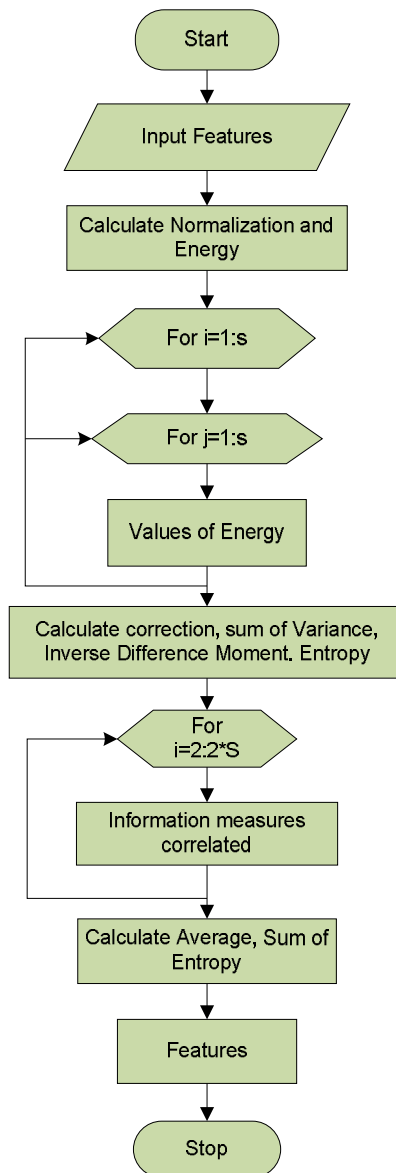 Start
Input Features
Calculate Normalization and
Energy
For i=1:s
For j=1:s
Values of Energy
Calculate correction, sum of Variance,
Inverse Difference Moment. Entropy
For
i=2:2*S
Information measures
correlated
Calculate Average, Sum of
Entropy
Features
Stop